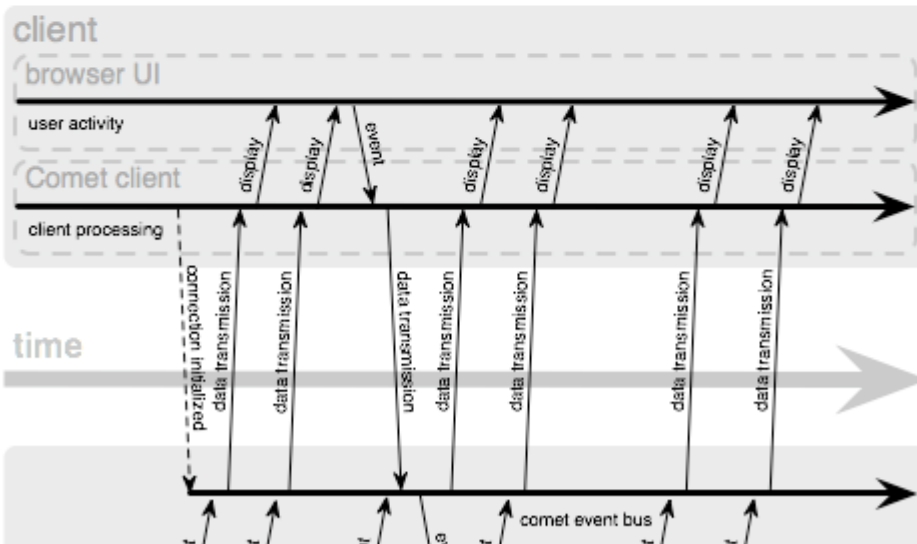 client
browser UI
user activity
display
display
event
display
display
display
display
Comet client
client processing
connection initialized
data transmission
data transmission
data transmission
data transmission
data transmission
data transmission
data transmission
time
comet event bus